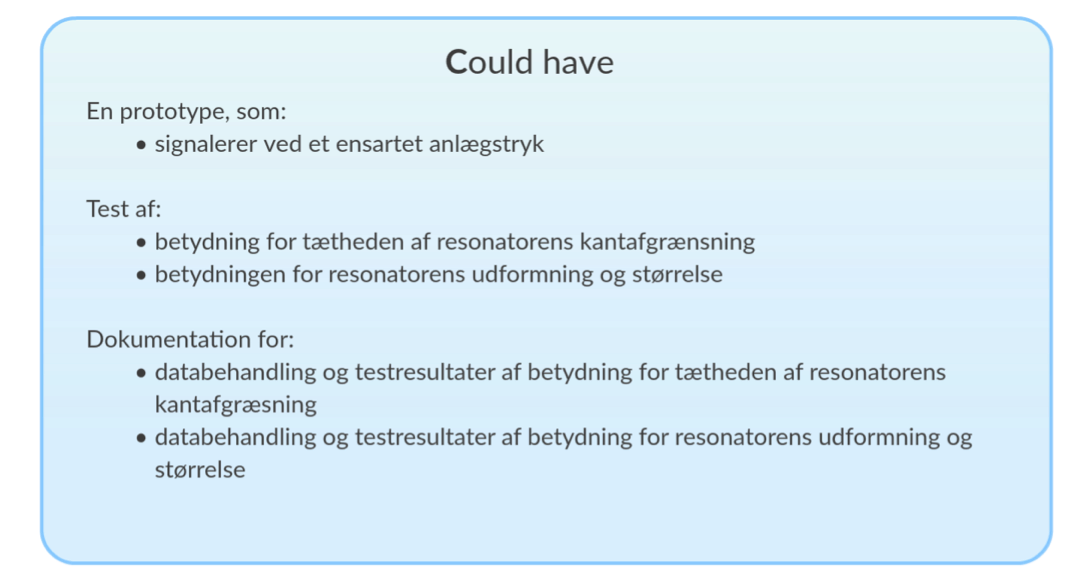 Could have
En prototype, som:
• signalerer ved et ensartet anlægstryk
Test af:
• betydning for tætheden af resonatorens kantafgrænsning
• betydningen for resonatorens udformning og størrelse
Dokumentation for:
• databehandling og testresultater af betydning for tætheden af resonatorens
kantafgræsning
• databehandling og testresultater af betydning for resonatorens udformning og
størrelse